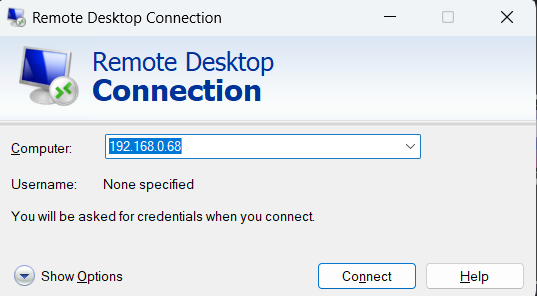 Remote Desktop Connection
Remote Desktop
Connection
Computer: 192.168.0.68
Username: None specified
You will be asked for credentials when you connect.
Show Options Connect Help